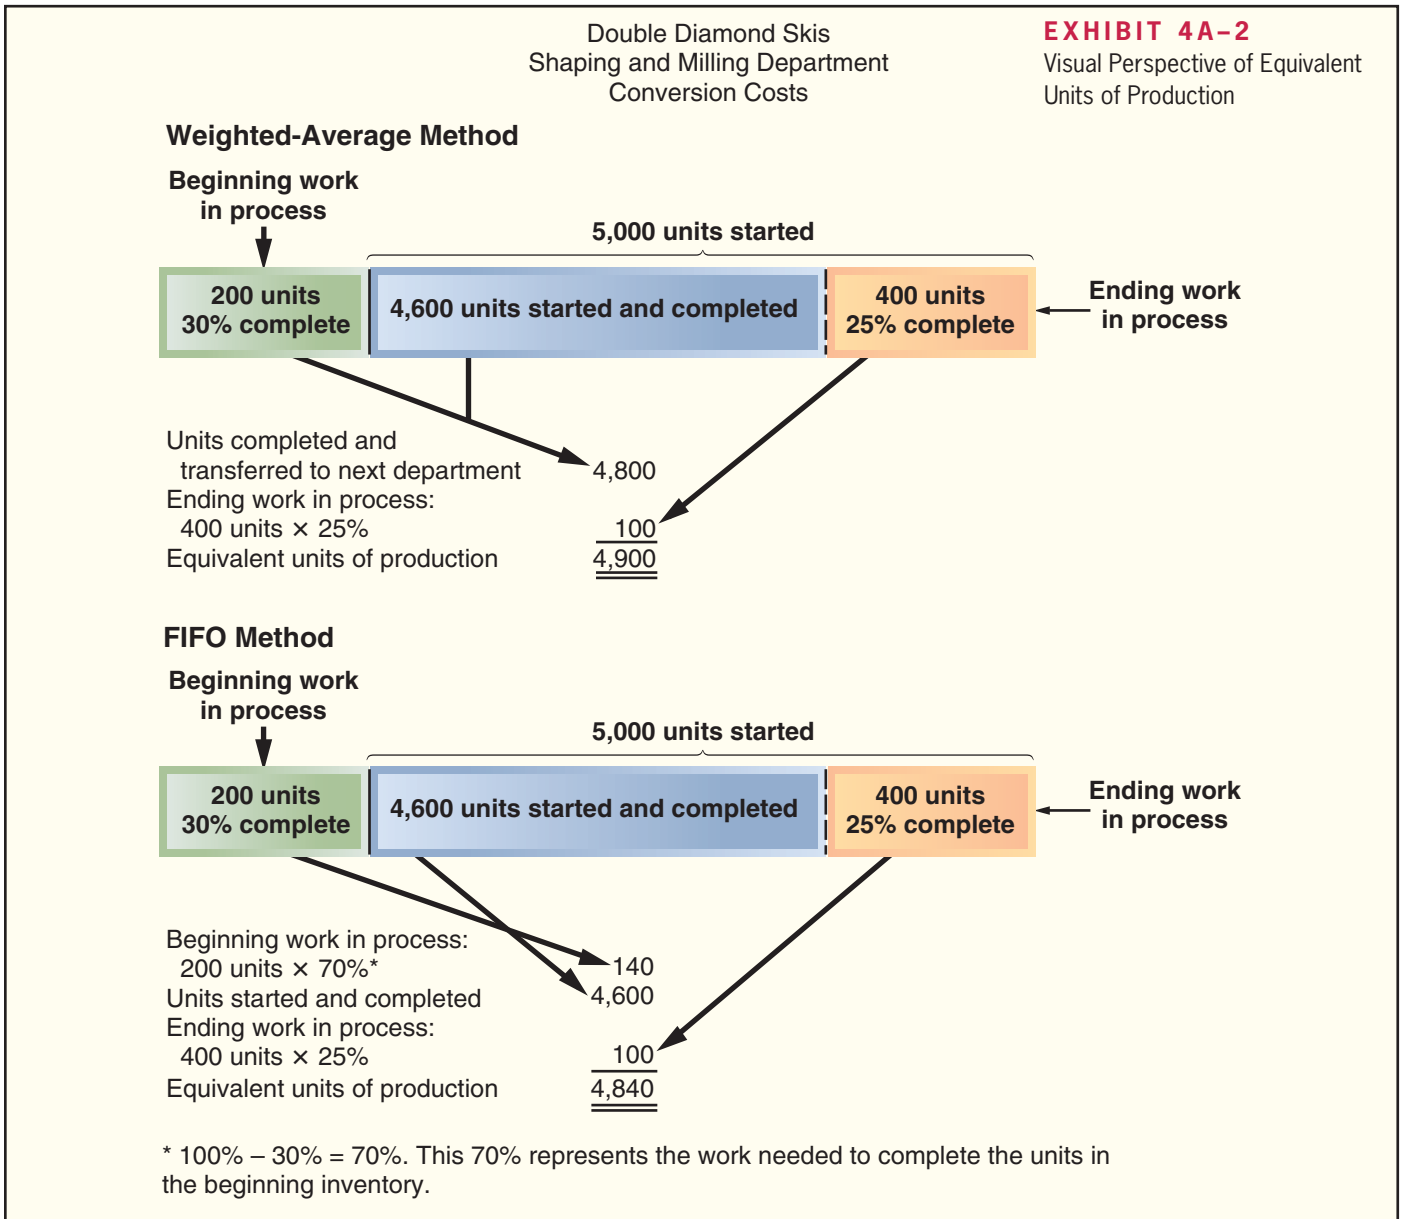 Double Diamond Skis
Shaping and Milling Department
Conversion Costs
EXHIBIT 4A–2
Visual Perspective of Equivalent
Units of Production
Weighted-Average Method
Beginning work
in process
5,000 units started
200 units
30% complete
4,600 units started and completed
400 units
25% complete
Ending work
in process
Units completed and
transferred to next department 4,800
Ending work in process:
400 units × 25% 100
Equivalent units of production 4,900
FIFO Method
Beginning work
in process
5,000 units started
200 units
30% complete
4,600 units started and completed
400 units
25% complete
Ending work
in process
Beginning work in process:
200 units × 70%* 140
Units started and completed 4,600
Ending work in process:
400 units × 25% 100
Equivalent units of production 4,840
* 100% – 30% = 70%. This 70% represents the work needed to complete the units in
the beginning inventory.